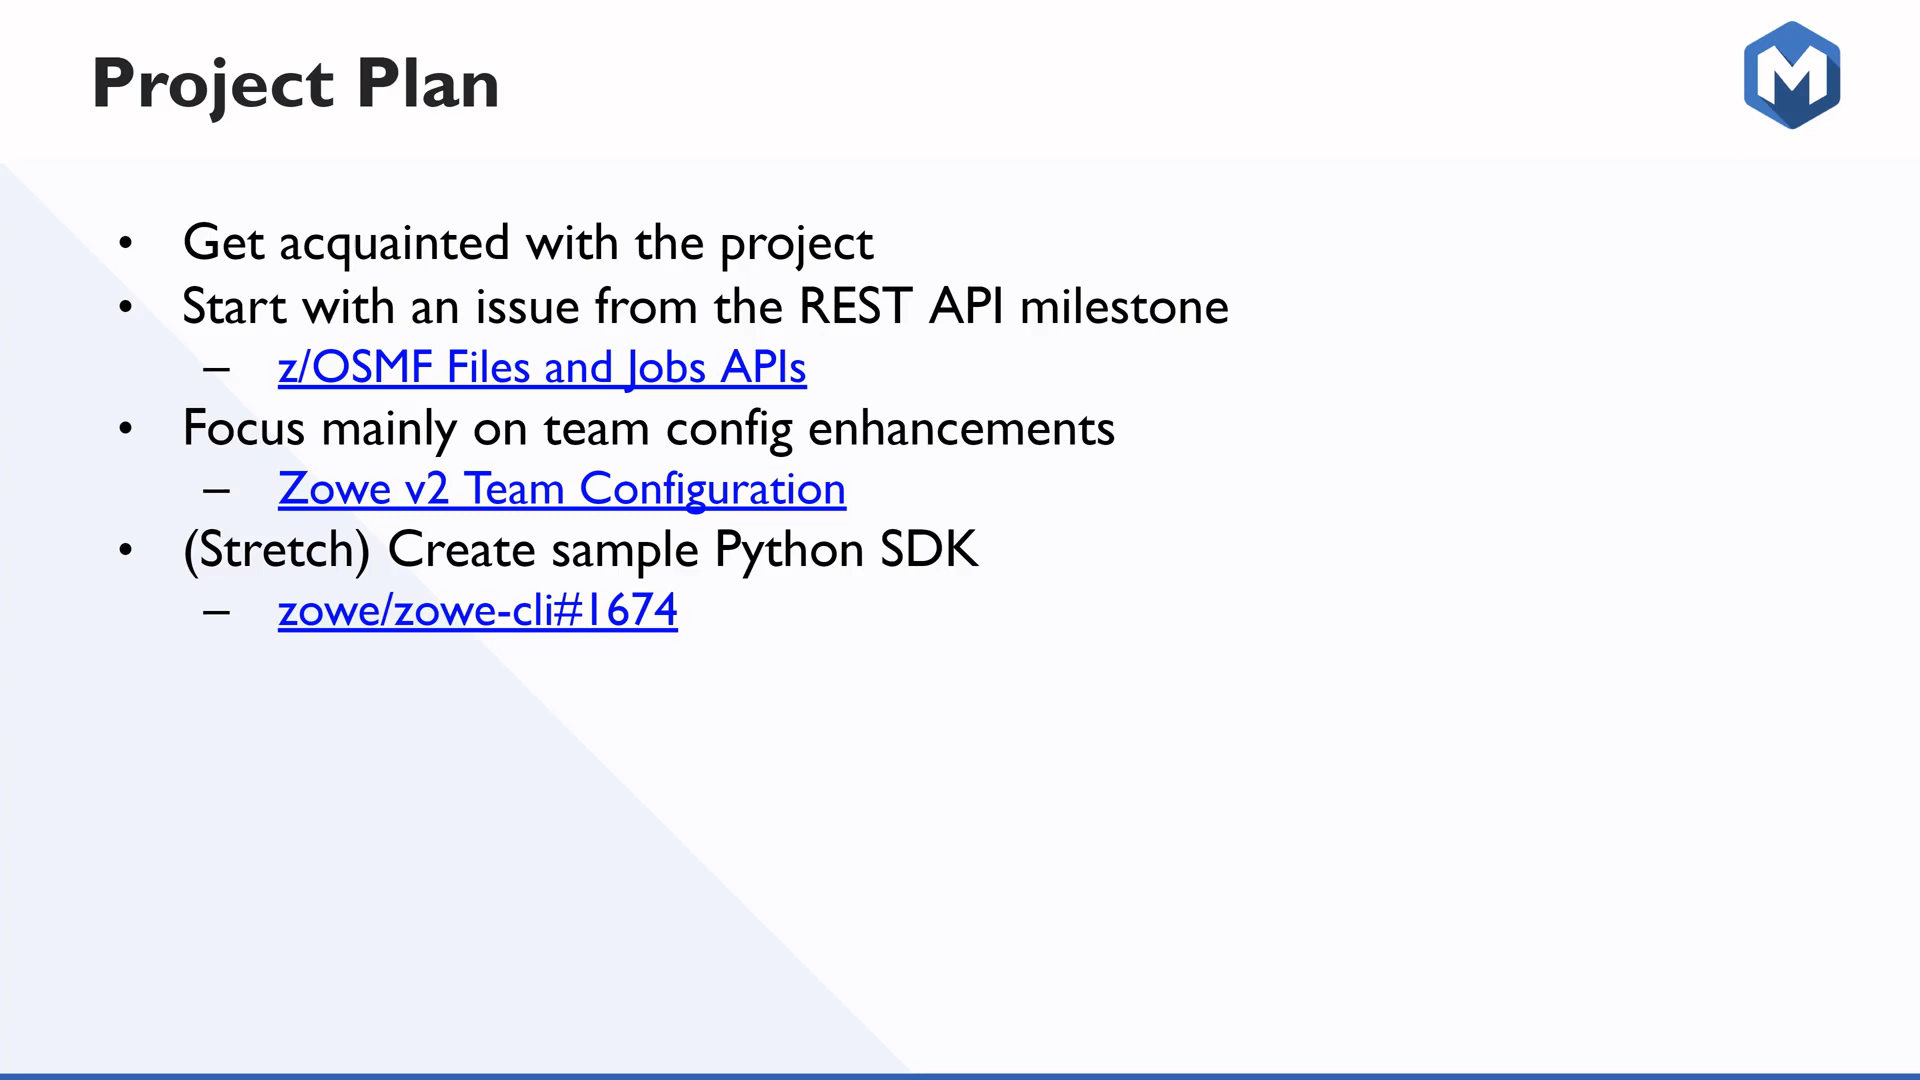 Project Plan
M
• Get acquainted with the project
• Start with an issue from the REST API milestone
– z/OSMF Files and Jobs APIs
• Focus mainly on team config enhancements
– Zowe v2 Team Configuration
• (Stretch) Create sample Python SDK
– zowe/zowe-cli#1674